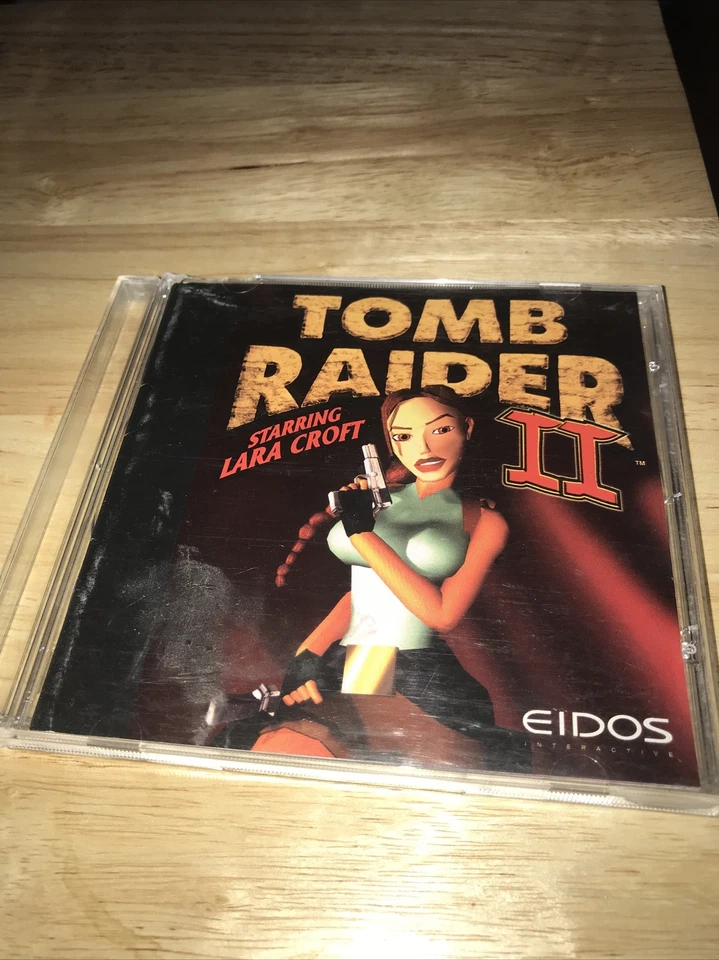 TOMB
RAIDER
II
STARRING
LARA CROFT
TM
EIDOS
INTERACTIVE